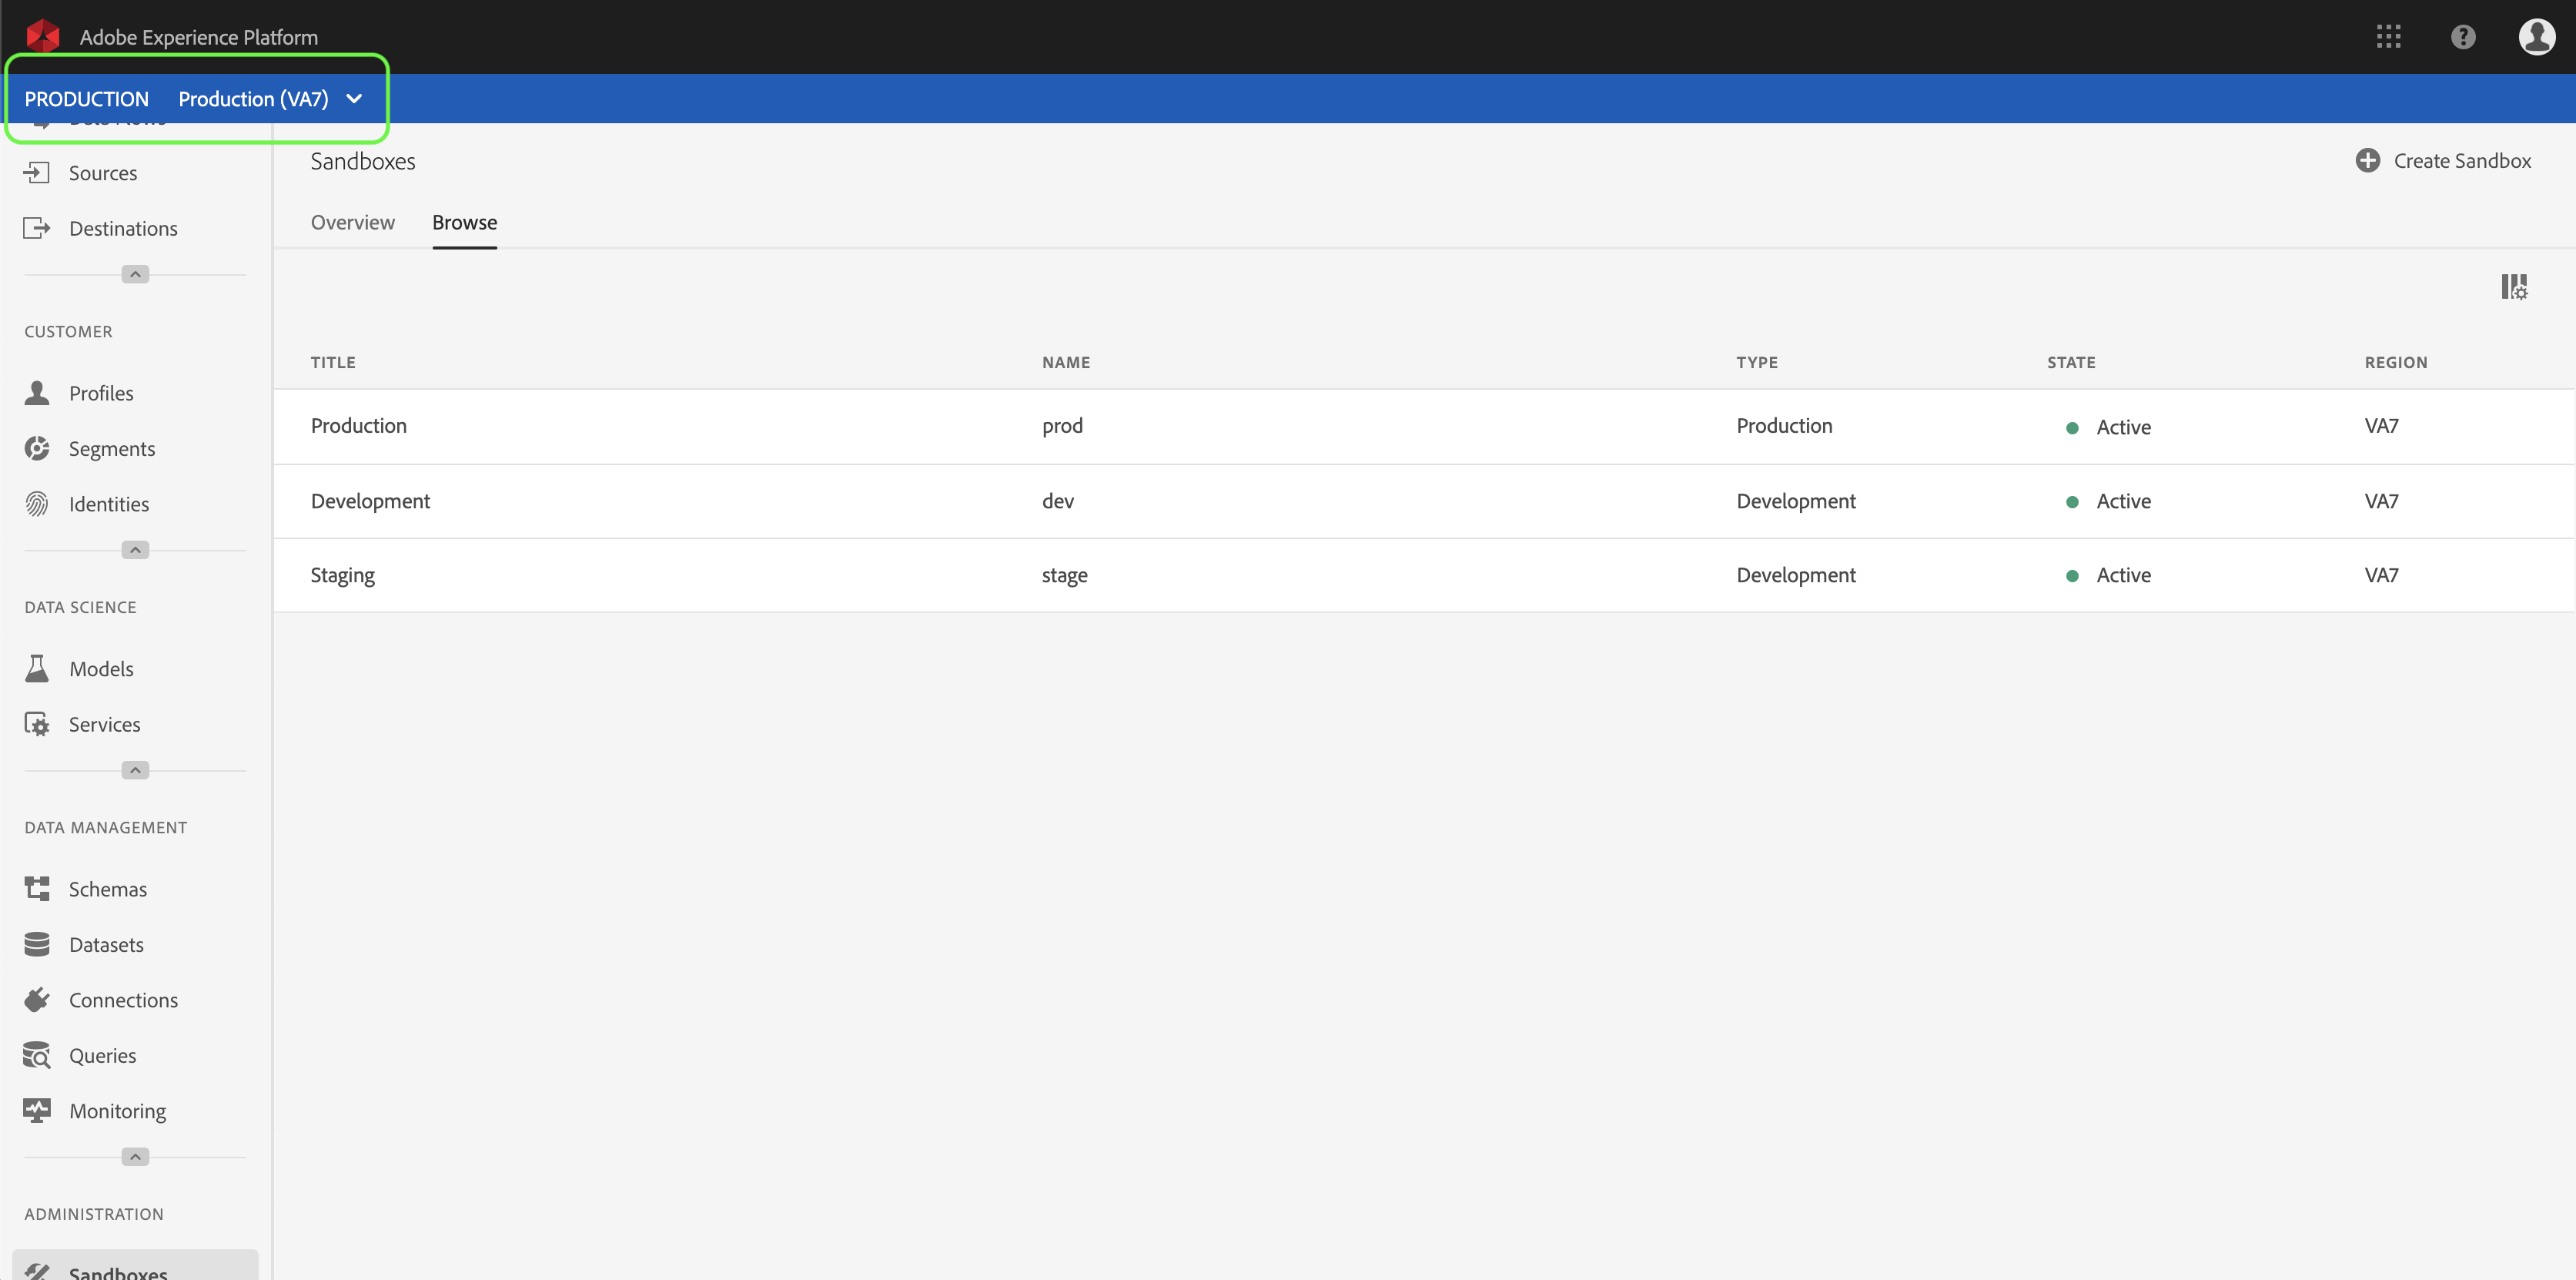 Adobe Experience Platform
PRODUCTION Production (VA7)
Sources
Destinations
CUSTOMER
Profiles
Segments
Identities
DATA SCIENCE
Models
Services
DATA MANAGEMENT
Schemas
Datasets
Connections
Queries
Monitoring
ADMINISTRATION
Sandboxes
Sandboxes
Create Sandbox
Overview Browse
TITLE NAME TYPE STATE REGION
Production prod Production Active VA7
Development dev Development Active VA7
Staging stage Development Active VA7